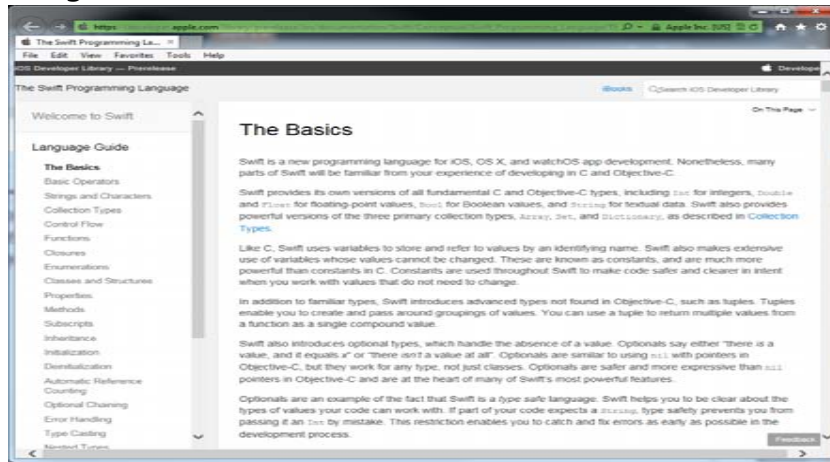 https apple.com
Apple Inc. [US]
The Swift Programming La...
File Edit View Favorites Tools Help
iOS Developer Library — Prerelease
Develope
The Swift Programming Language
iBooks
Search iOS Developer Library
On This Page
Welcome to Swift
Language Guide
The Basics
Basic Operators
Strings and Characters
Collection Types
Control Flow
Functions
Closures
Enumerations
Classes and Structures
Properties
Methods
Subscripts
Inheritance
Initialization
Deinitialization
Automatic Reference
Counting
Optional Chaining
Error Handling
Type Casting
Nested Types
The Basics
Swift is a new programming language for iOS, OS X, and watchOS app development. Nonetheless, many
parts of Swift will be familiar from your experience of developing in C and Objective-C.
Swift provides its own versions of all fundamental C and Objective-C types, including Int for integers, Double
and Float for floating-point values, Bool for Boolean values, and String for textual data. Swift also provides
powerful versions of the three primary collection types, Array, Set, and Dictionary, as described in Collection
Types.
Like C, Swift uses variables to store and refer to values by an identifying name. Swift also makes extensive
use of variables whose values cannot be changed. These are known as constants, and are much more
powerful than constants in C. Constants are used throughout Swift to make code safer and clearer in intent
when you work with values that do not need to change.
In addition to familiar types, Swift introduces advanced types not found in Objective-C, such as tuples. Tuples
enable you to create and pass around groupings of values. You can use a tuple to return multiple values from
a function as a single compound value.
Swift also introduces optional types, which handle the absence of a value. Optionals say either “there is a
value, and it equals x” or “there isn't a value at all”. Optionals are similar to using nil with pointers in
Objective-C, but they work for any type, not just classes. Optionals are safer and more expressive than nil
pointers in Objective-C and are at the heart of many of Swift's most powerful features.
Optionals are an example of the fact that Swift is a type safe language. Swift helps you to be clear about the
types of values your code can work with. If part of your code expects a String, type safety prevents you from
passing it an Int by mistake. This restriction enables you to catch and fix errors as early as possible in the
development process.
Feedback